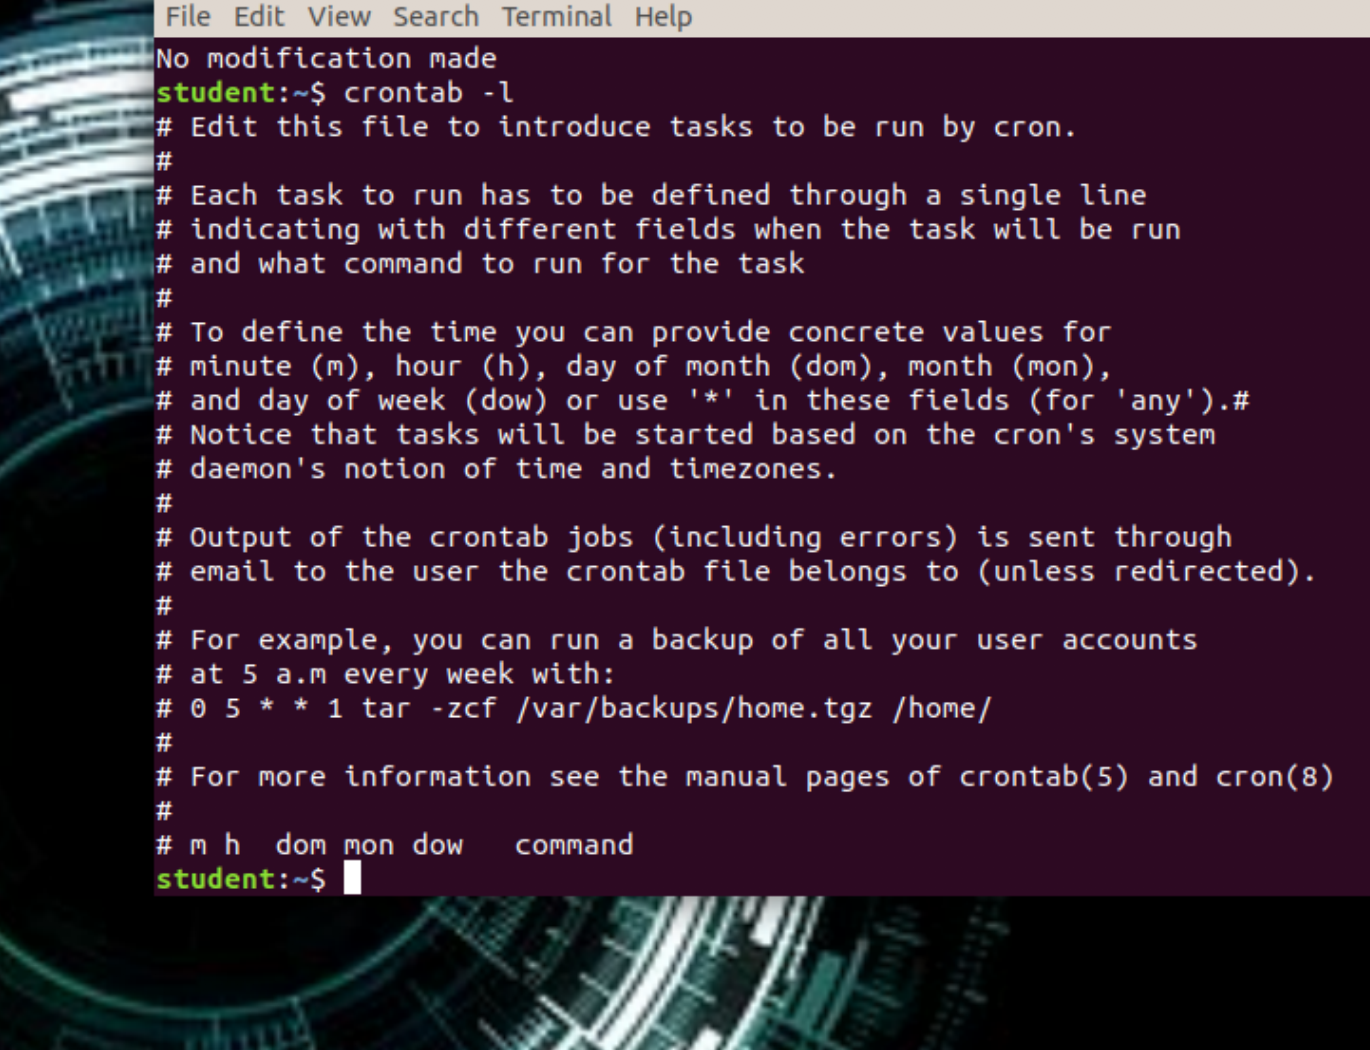 File Edit View Search Terminal Help
No modification made
student:~$ crontab -l
# Edit this file to introduce tasks to be run by cron.
#
# Each task to run has to be defined through a single line
# indicating with different fields when the task will be run
# and what command to run for the task
#
# To define the time you can provide concrete values for
# minute (m), hour (h), day of month (dom), month (mon),
# and day of week (dow) or use '*' in these fields (for 'any').#
# Notice that tasks will be started based on the cron's system
# daemon's notion of time and timezones.
#
# Output of the crontab jobs (including errors) is sent through
# email to the user the crontab file belongs to (unless redirected).
#
# For example, you can run a backup of all your user accounts
# at 5 a.m every week with:
# 0 5 * * 1 tar -zcf /var/backups/home.tgz /home/
#
# For more information see the manual pages of crontab(5) and cron(8)
#
# m h  dom mon dow   command
student:~$